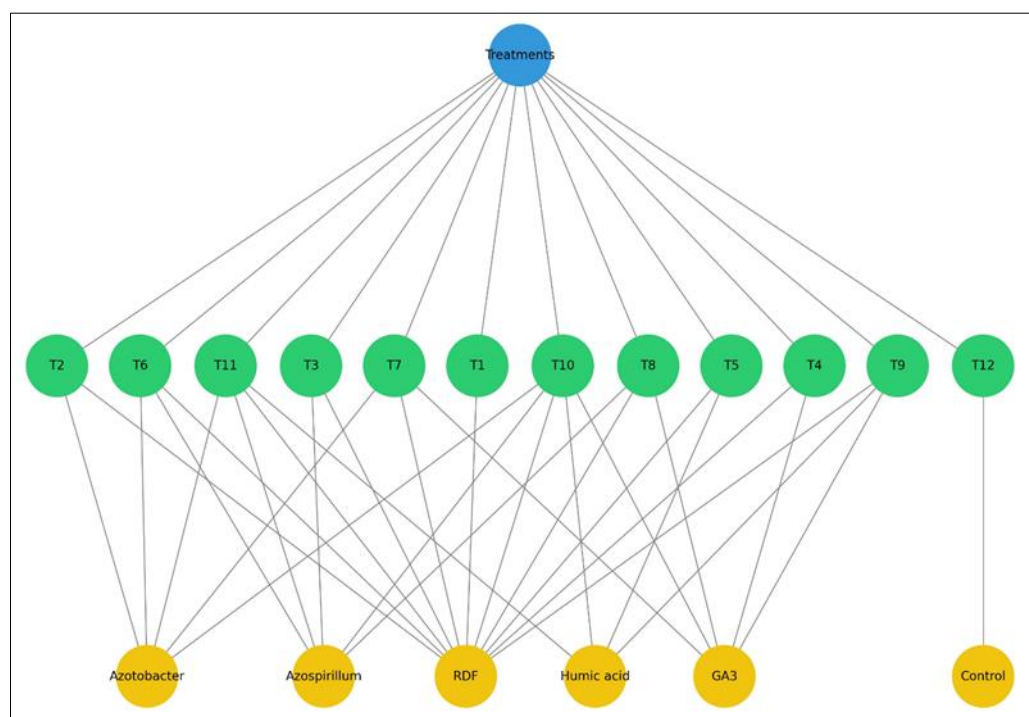 Treatments
T2
T6
T11
T3
T7
T1
T10
T8
T5
T4
T9
T12
Azotobacter
Azospirillum
RDF
Humic acid
GA3
Control